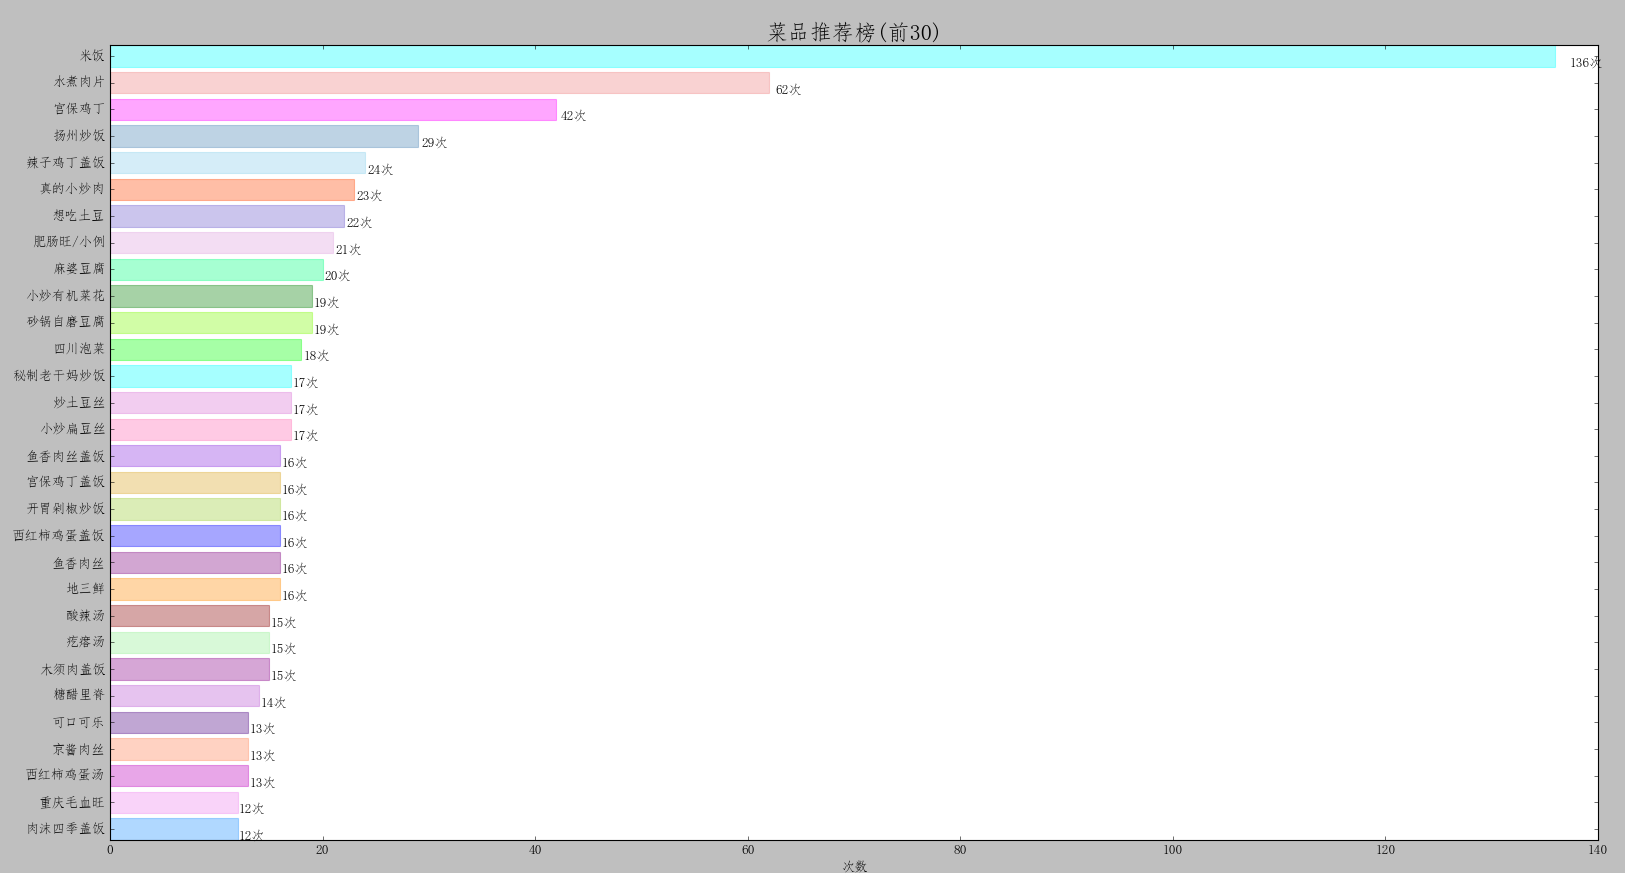 菜品推荐榜(前30)
米饭 136次
水煮肉片 62次
宫保鸡丁 42次
扬州炒饭 29次
辣子鸡丁盖饭 24次
真的小炒肉 23次
想吃土豆 22次
肥肠旺/小例 21次
麻婆豆腐 20次
小炒有机菜花 19次
砂锅自磨豆腐 19次
四川泡菜 18次
秘制老干妈炒饭 17次
炒土豆丝 17次
小炒扁豆丝 17次
鱼香肉丝盖饭 16次
宫保鸡丁盖饭 16次
开胃剁椒炒饭 16次
西红柿鸡蛋盖饭 16次
鱼香肉丝 16次
地三鲜 16次
酸辣汤 15次
疙瘩汤 15次
木须肉盖饭 15次
糖醋里脊 14次
可口可乐 13次
京酱肉丝 13次
西红柿鸡蛋汤 13次
重庆毛血旺 12次
肉沫四季盖饭 12次
0 20 40 60 80 100 120 140
次数